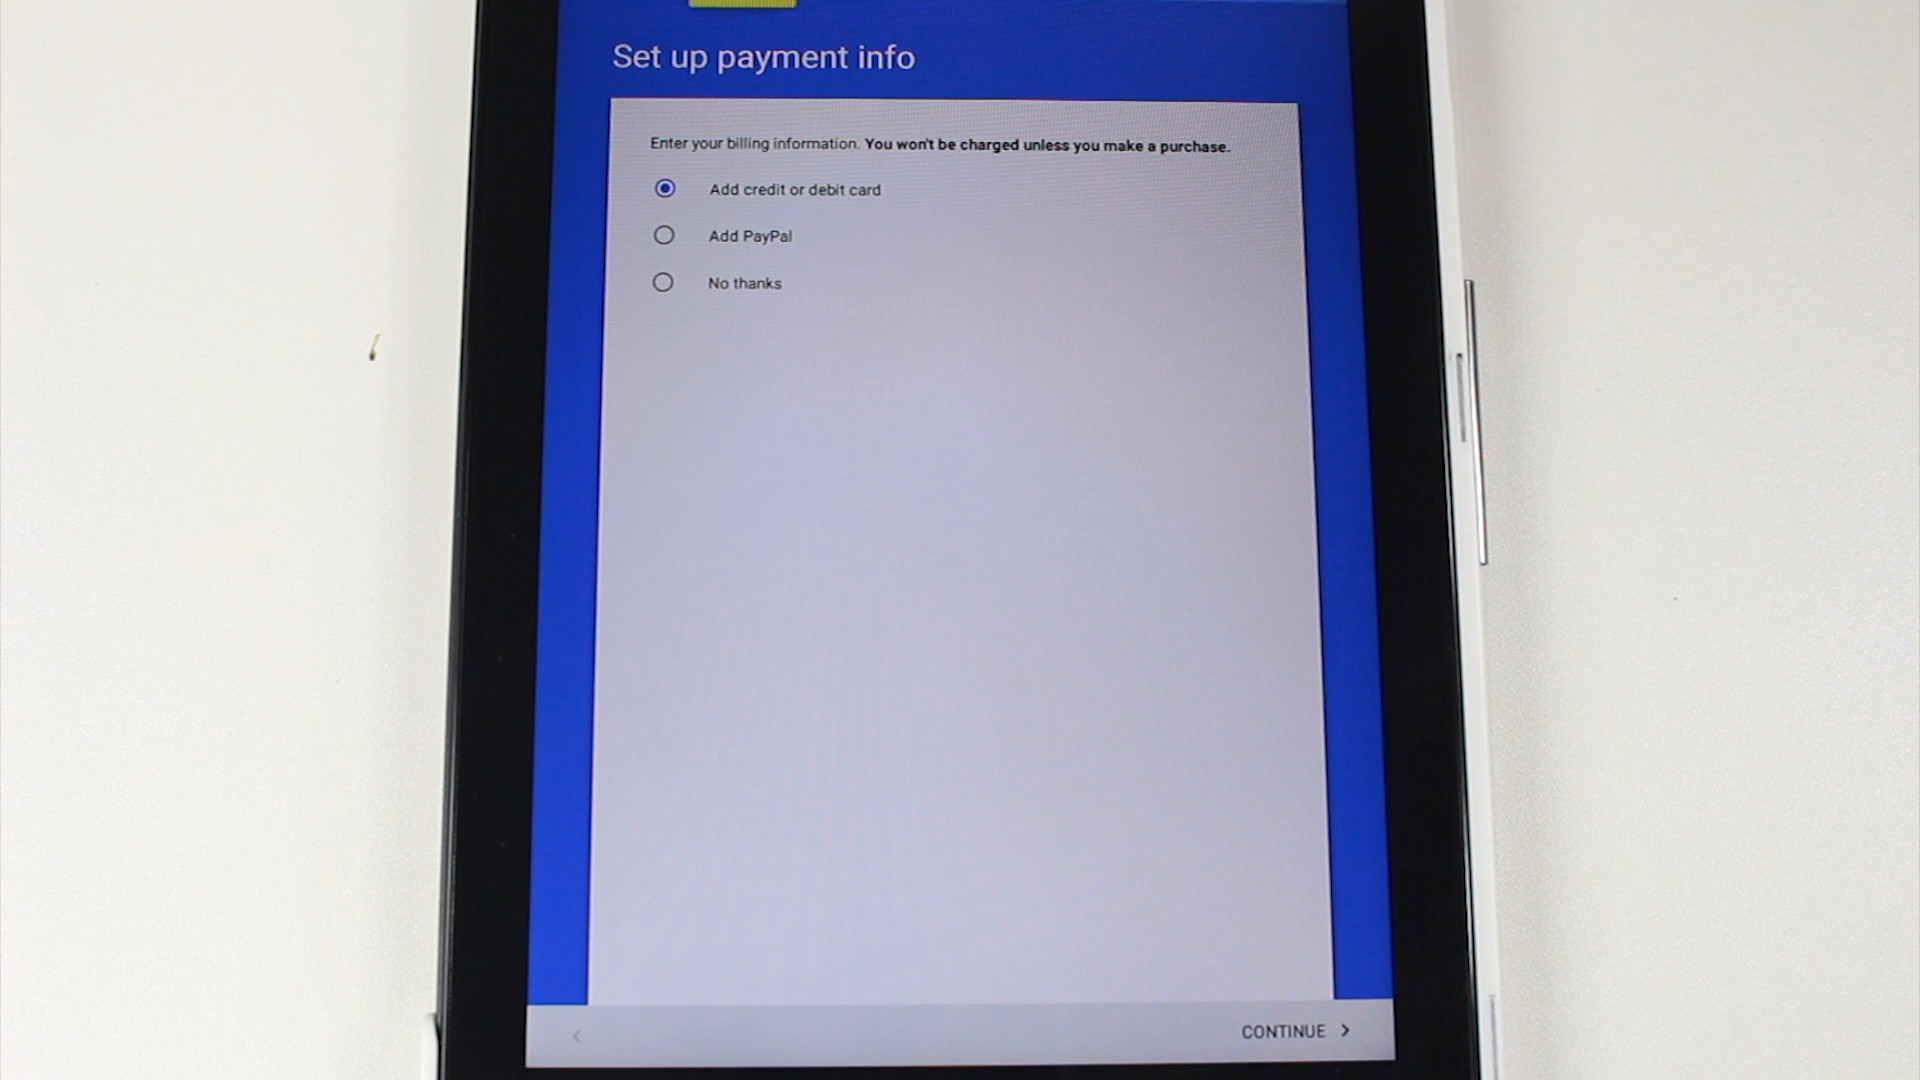 Set up payment info
Enter your billing information. You won't be charged unless you make a purchase.
Add credit or debit card
Add PayPal
No thanks
CONTINUE